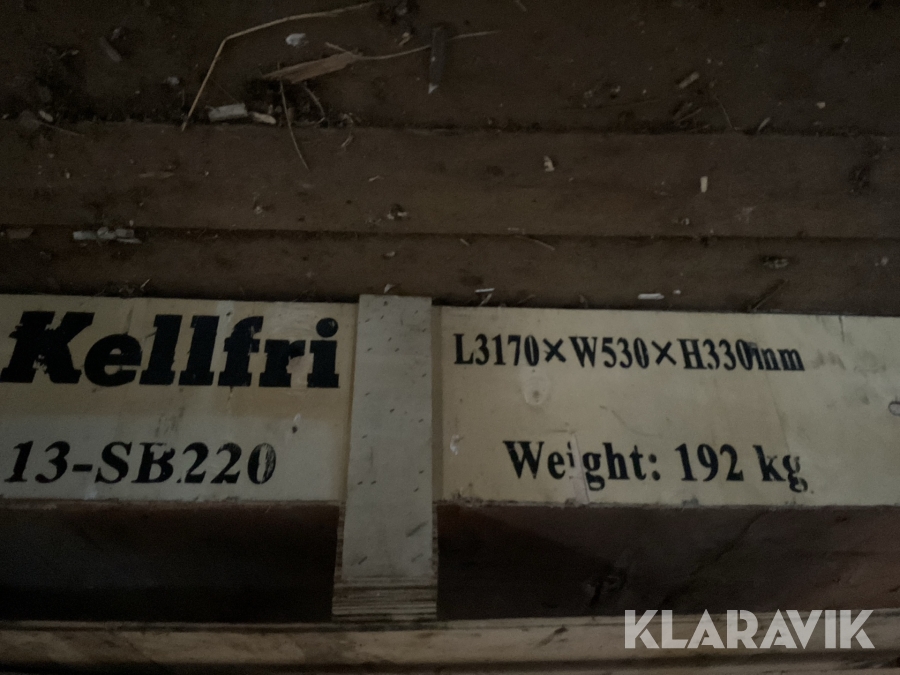 Kellfri
13-SB220
L3170×W530×H330mm
Weight: 192 kg
KLARAVIK